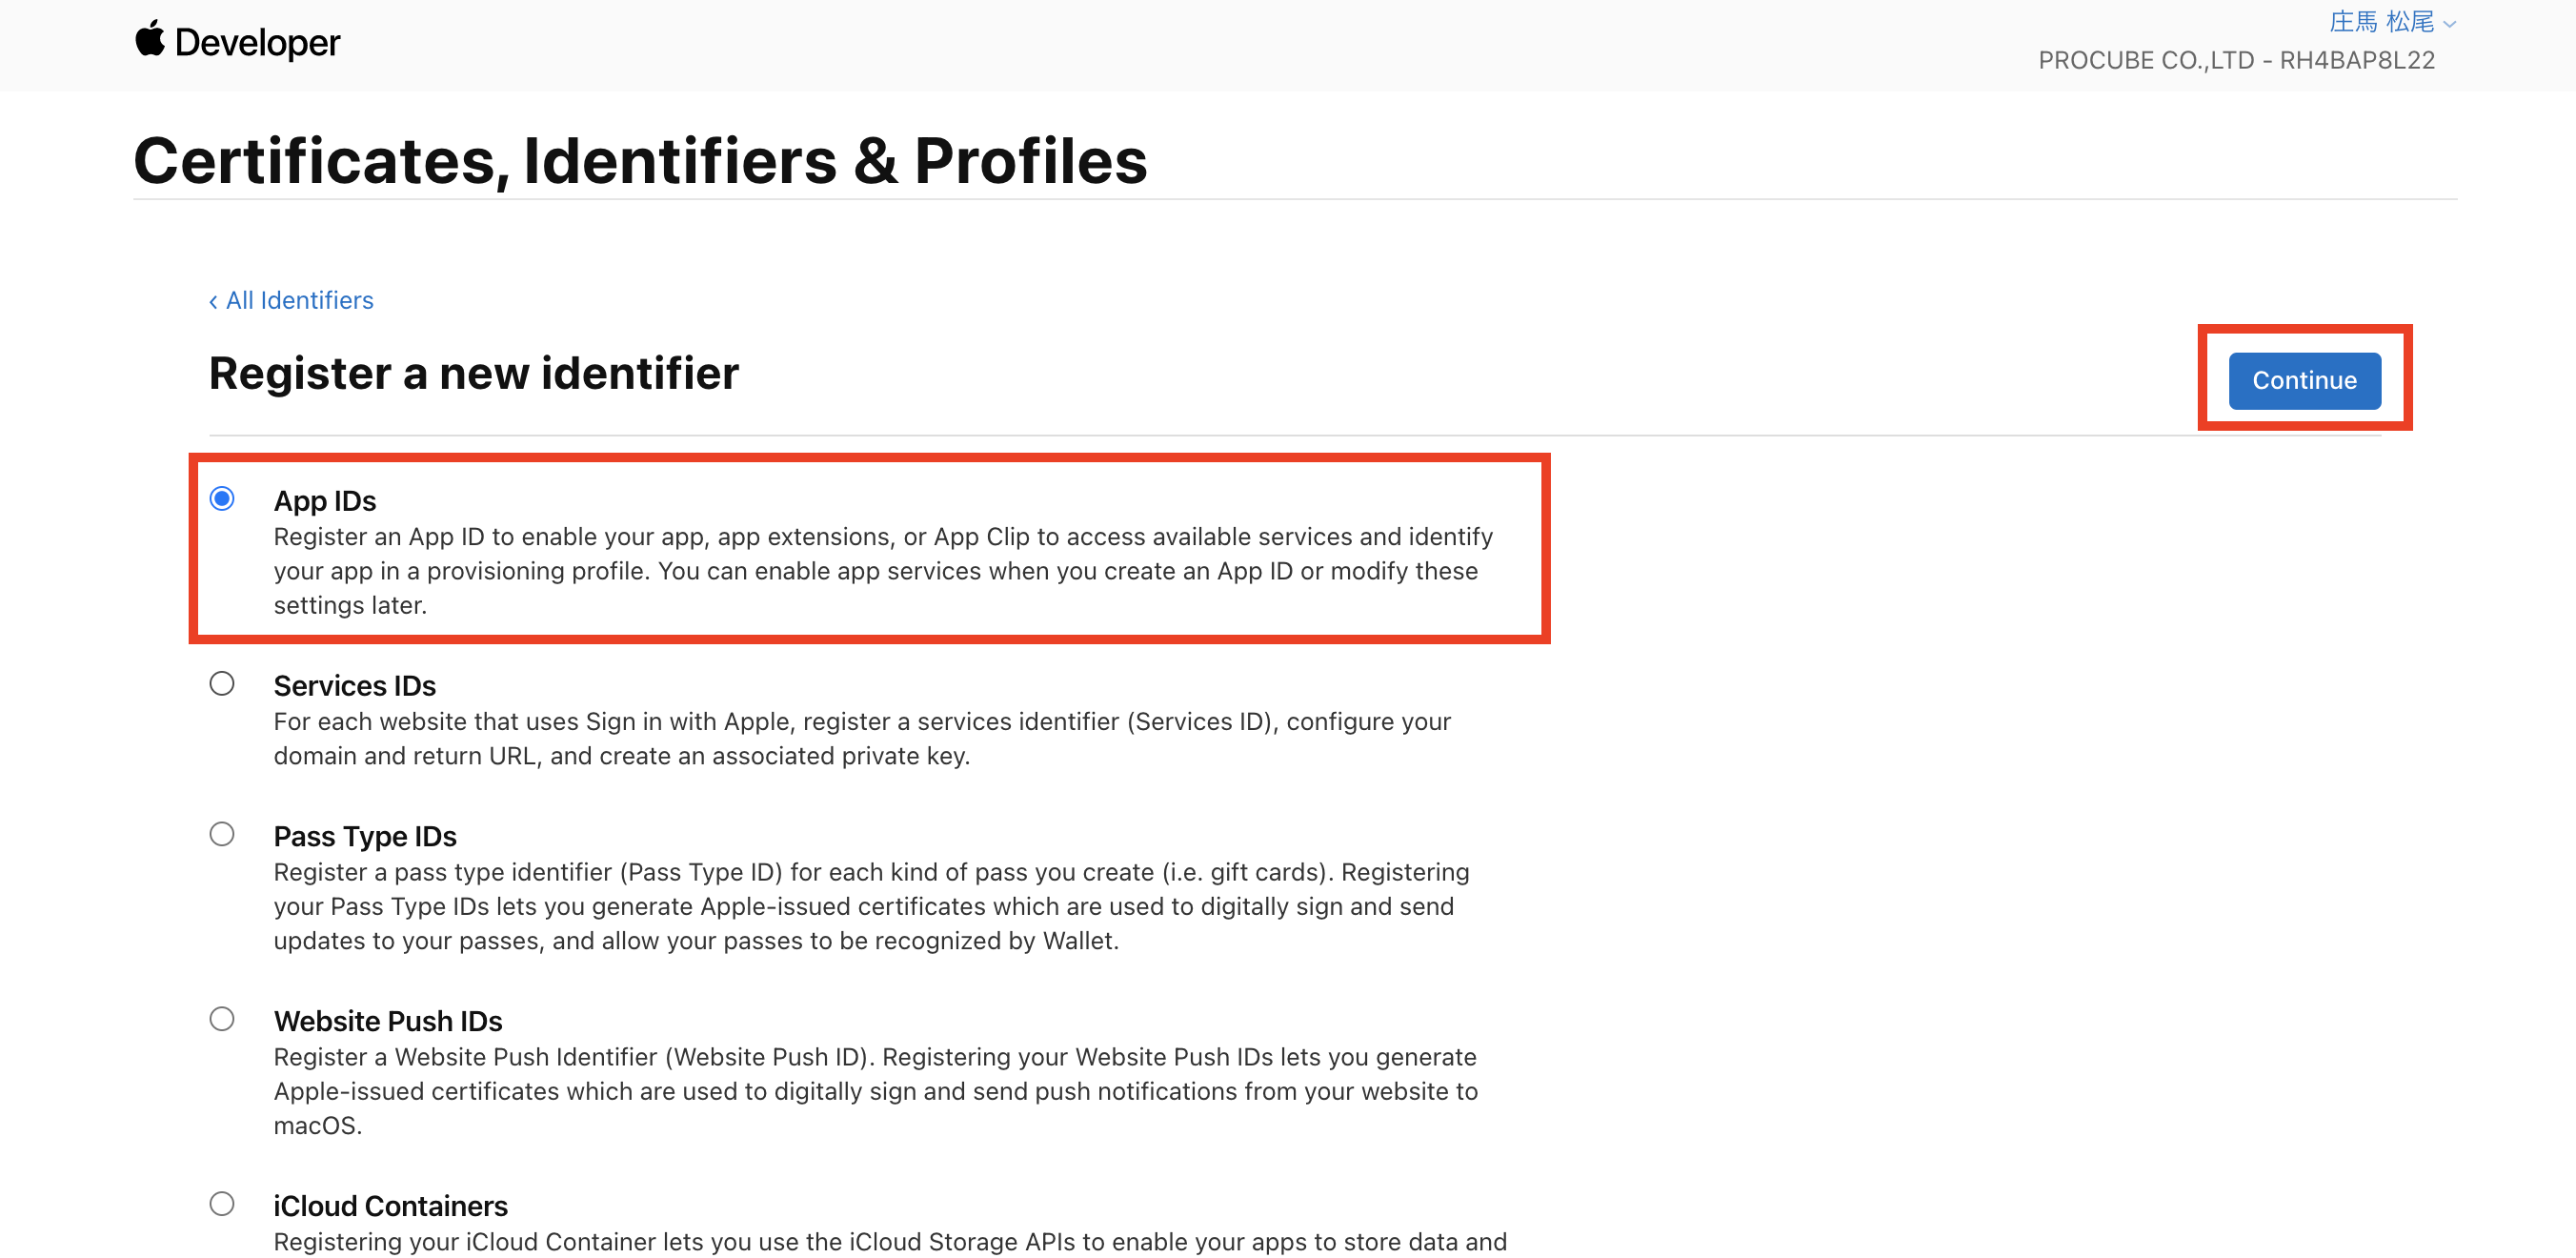 Developer
庄馬 松尾
PROCUBE CO.,LTD - RH4BAP8L22
Certificates, Identifiers & Profiles
‹ All Identifiers
Register a new identifier
Continue
App IDs
Register an App ID to enable your app, app extensions, or App Clip to access available services and identify
your app in a provisioning profile. You can enable app services when you create an App ID or modify these
settings later.
Services IDs
For each website that uses Sign in with Apple, register a services identifier (Services ID), configure your
domain and return URL, and create an associated private key.
Pass Type IDs
Register a pass type identifier (Pass Type ID) for each kind of pass you create (i.e. gift cards). Registering
your Pass Type IDs lets you generate Apple-issued certificates which are used to digitally sign and send
updates to your passes, and allow your passes to be recognized by Wallet.
Website Push IDs
Register a Website Push Identifier (Website Push ID). Registering your Website Push IDs lets you generate
Apple-issued certificates which are used to digitally sign and send push notifications from your website to
macOS.
iCloud Containers
Registering your iCloud Container lets you use the iCloud Storage APIs to enable your apps to store data and